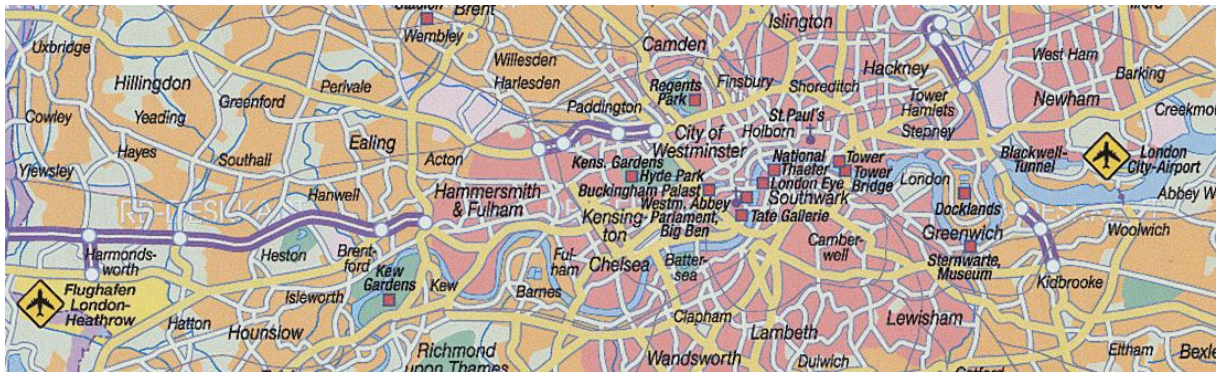 Stadion
Wembley
Brent
Uxbridge
Hillingdon
Willesden
Harlesden
Perivale
Greenford
Cowley
Yeading
Hayes
Ealing
Southall
Acton
Hanwell
Yiewsley
Camden
Islington
Regents
Park
Finsbury
Shoreditch
Hackney
West Ham
Barking
Newham
Creekmou
Paddington
St.Paul's
City of
Westminster
Holborn
Tower
Hamlets
Stepney
Kens. Gardens
Hyde Park
National
Thaeter
Tower
Tower
Bridge
London
Blackwell-
Tunnel
London
City-Airport
Abbey W
Buckingham Palast
Westm. Abbey
London Eye
Southwark
Hammersmith
& Fulham
Kensing-
ton
Parlament,
Big Ben
Tate Gallerie
Docklands
Greenwich
Woolwich
Harmonds-
worth
Heston
Brent-
ford
Kew
Gardens
Kew
Isleworth
Ful-
ham
Chelsea
Batter-
sea
Camber-
well
Sternwarte,
Museum
Kidbrooke
Flughafen
London-
Heathrow
Hatton
Hounslow
Barnes
Clapham
Lambeth
Lewisham
Richmond
upon Thames
Wandsworth
Dulwich
Catford
Eltham
Bexle